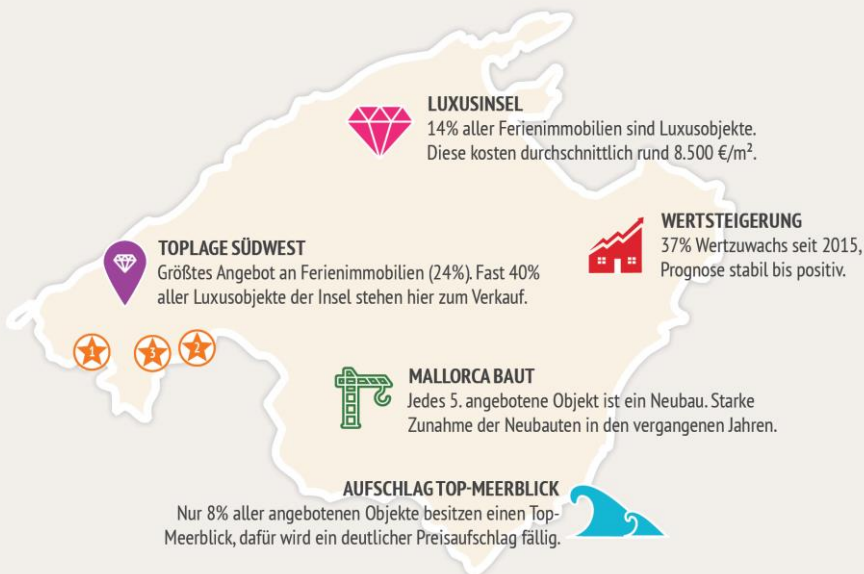 LUXUSINSEL
14% aller Ferienimmobilien sind Luxusobjekte.
Diese kosten durchschnittlich rund 8.500 €/m².
WERTSTEIGERUNG
37% Wertzuwachs seit 2015,
Prognose stabil bis positiv.
TOPLAGE SÜDWEST
Größtes Angebot an Ferienimmobilien (24%). Fast 40%
aller Luxusobjekte der Insel stehen hier zum Verkauf.
1
3
2
MALLORCA BAUT
Jedes 5. angebotene Objekt ist ein Neubau. Starke
Zunahme der Neubauten in den vergangenen Jahren.
AUFSCHLAG TOP-MEERBLICK
Nur 8% aller angebotenen Objekte besitzen einen Top-
Meerblick, dafür wird ein deutlicher Preisaufschlag fällig.